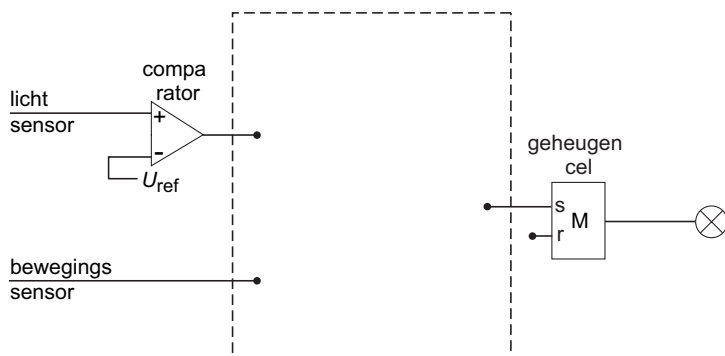 compa
rator
licht
sensor
+
-
U_ref
geheugen
cel
s
M
r
bewegings
sensor